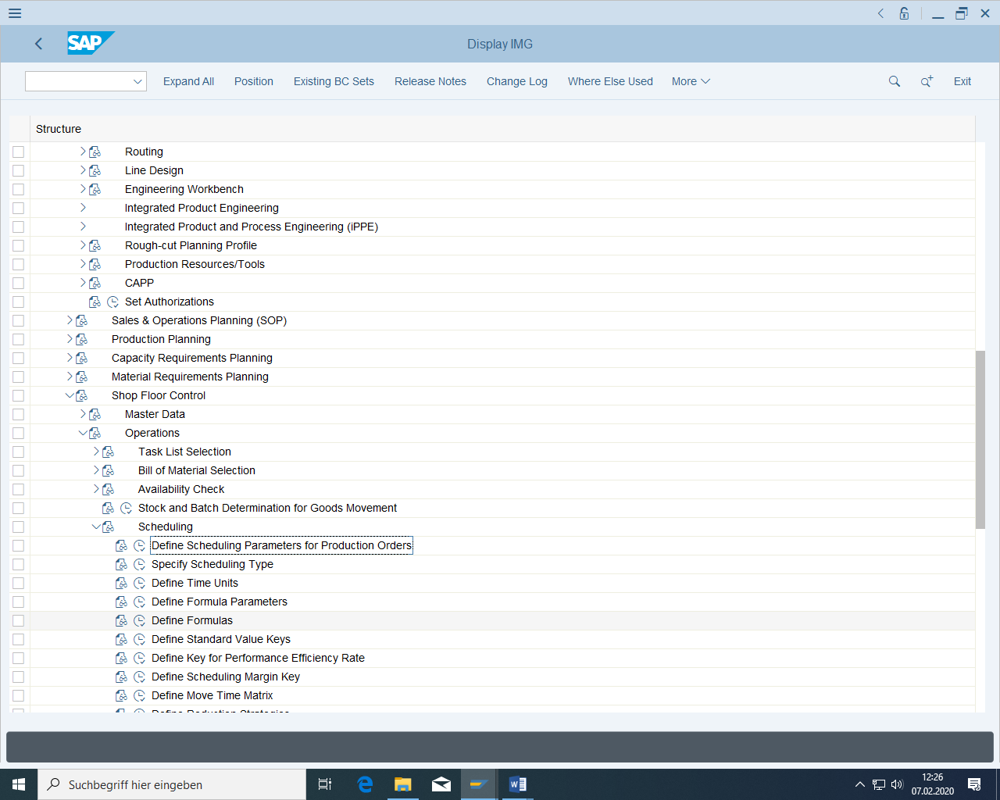 SAP
Display IMG
Expand All Position Existing BC Sets Release Notes Change Log Where Else Used More Exit
Structure
Routing
Line Design
Engineering Workbench
Integrated Product Engineering
Integrated Product and Process Engineering (iPPE)
Rough-cut Planning Profile
Production Resources/Tools
CAPP
Set Authorizations
Sales & Operations Planning (SOP)
Production Planning
Capacity Requirements Planning
Material Requirements Planning
Shop Floor Control
Master Data
Operations
Task List Selection
Bill of Material Selection
Availability Check
Stock and Batch Determination for Goods Movement
Scheduling
Define Scheduling Parameters for Production Orders
Specify Scheduling Type
Define Time Units
Define Formula Parameters
Define Formulas
Define Standard Value Keys
Define Key for Performance Efficiency Rate
Define Scheduling Margin Key
Define Move Time Matrix
Define Reduction Strategies
Suchbegriff hier eingeben
12:26
07.02.2020